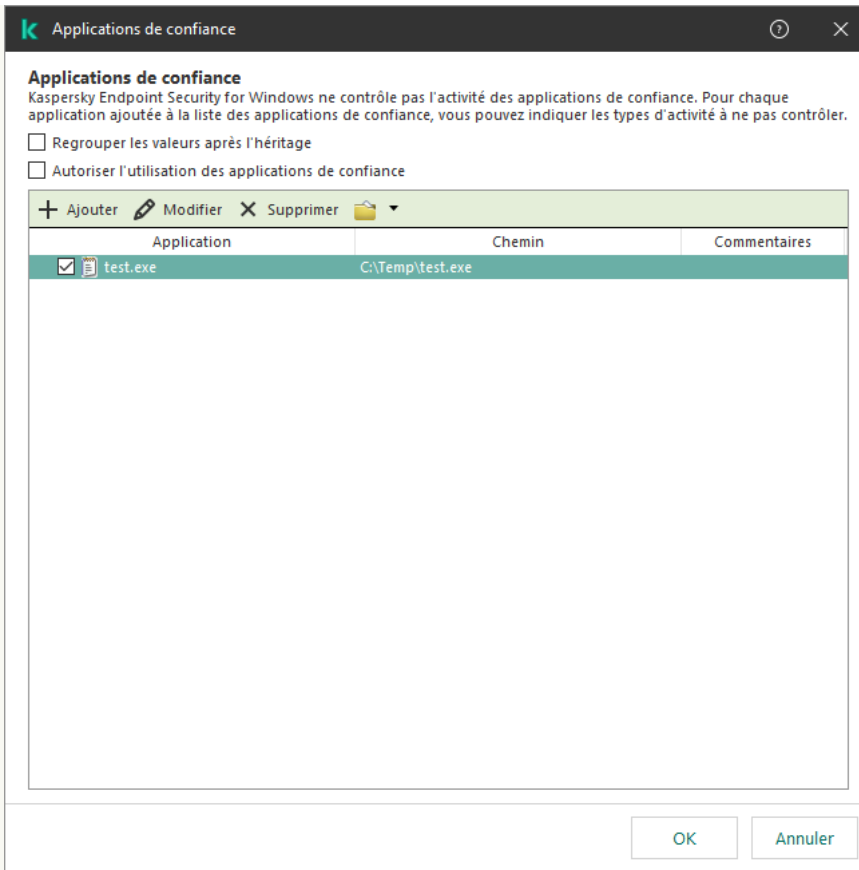 Applications de confiance
Applications de confiance
Kaspersky Endpoint Security for Windows ne contrôle pas l'activité des applications de confiance. Pour chaque
application ajoutée à la liste des applications de confiance, vous pouvez indiquer les types d'activité à ne pas contrôler.
Regrouper les valeurs après l'héritage
Autoriser l'utilisation des applications de confiance
Ajouter Modifier Supprimer
Application Chemin Commentaires
test.exe C:\Temp\test.exe
OK Annuler